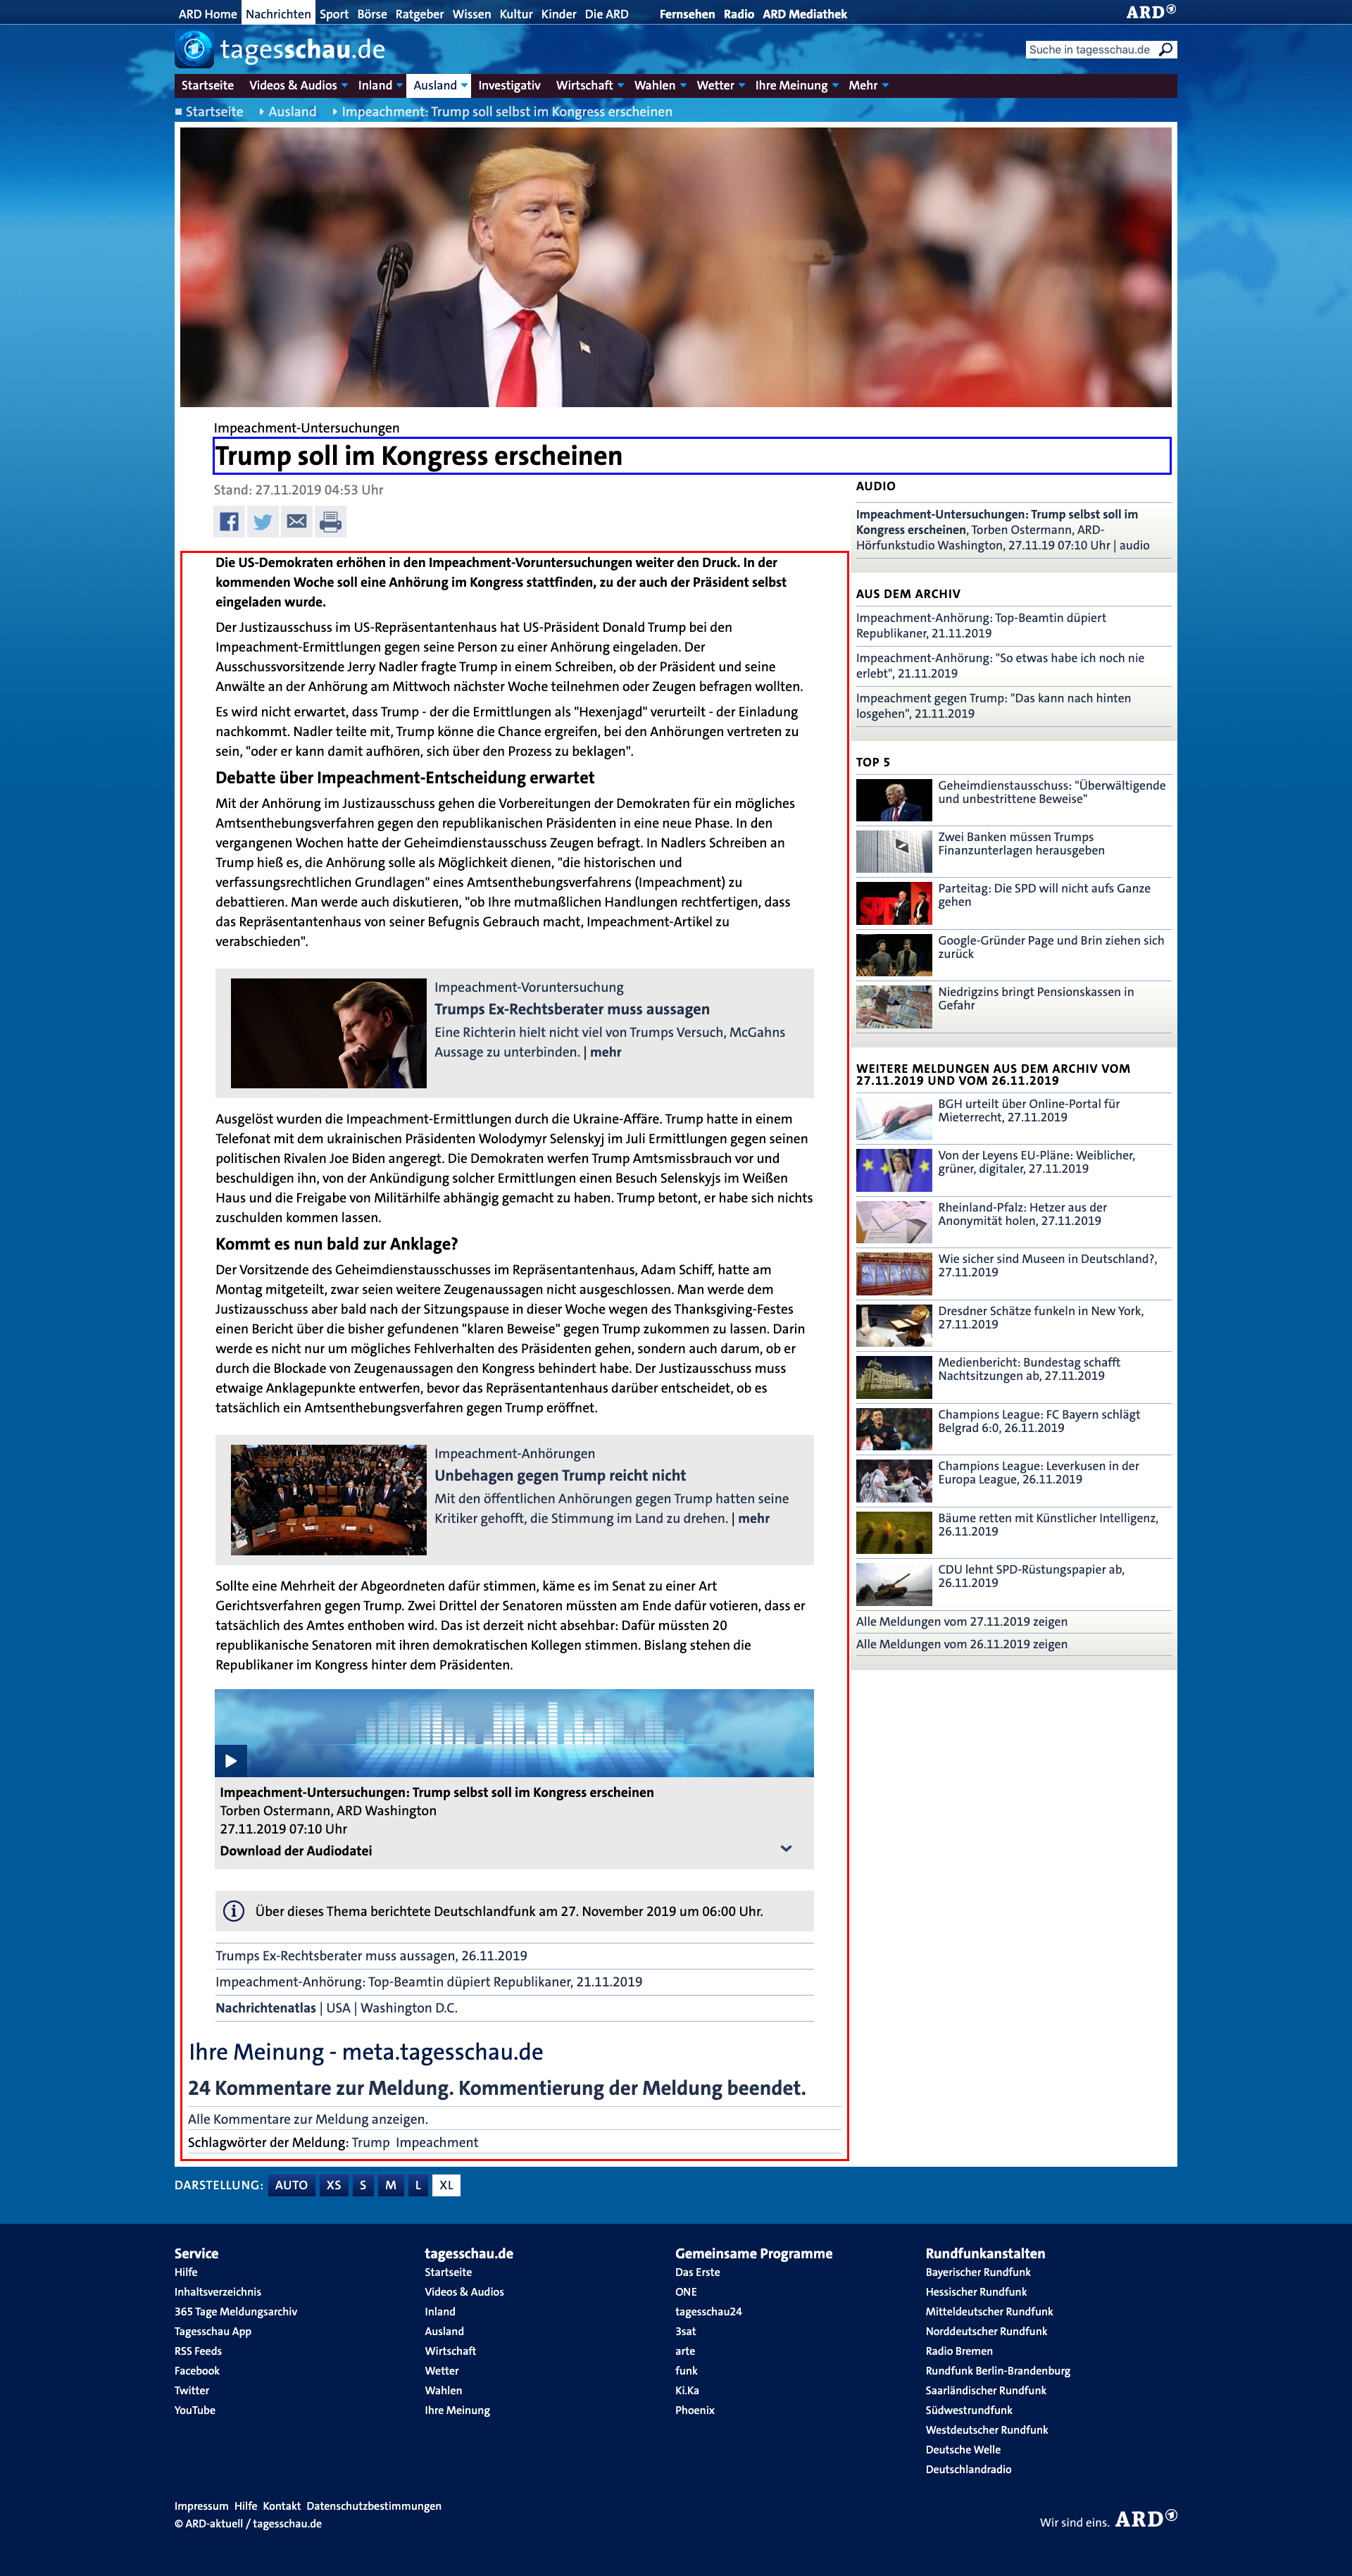 ARD Home Nachrichten Sport Börse Ratgeber Wissen Kultur Kinder Die ARD Fernsehen Radio ARD Mediathek ARD
tagesschau.de
Suche in tagesschau.de
Startseite Videos & Audios Inland Ausland Investigativ Wirtschaft Wahlen Wetter Ihre Meinung Mehr
Startseite Ausland Impeachment: Trump soll selbst im Kongress erscheinen
Impeachment-Untersuchungen
Trump soll im Kongress erscheinen
Stand: 27.11.2019 04:53 Uhr
Die US-Demokraten erhöhen in den Impeachment-Voruntersuchungen weiter den Druck. In der
kommenden Woche soll eine Anhörung im Kongress stattfinden, zu der auch der Präsident selbst
eingeladen wurde.
Der Justizausschuss im US-Repräsentantenhaus hat US-Präsident Donald Trump bei den
Impeachment-Ermittlungen gegen seine Person zu einer Anhörung eingeladen. Der
Ausschussvorsitzende Jerry Nadler fragte Trump in einem Schreiben, ob der Präsident und seine
Anwälte an der Anhörung am Mittwoch nächster Woche teilnehmen oder Zeugen befragen wollten.
Es wird nicht erwartet, dass Trump - der die Ermittlungen als "Hexenjagd" verurteilt - der Einladung
nachkommt. Nadler teilte mit, Trump könne die Chance ergreifen, bei den Anhörungen vertreten zu
sein, "oder er kann damit aufhören, sich über den Prozess zu beklagen".
Debatte über Impeachment-Entscheidung erwartet
Mit der Anhörung im Justizausschuss gehen die Vorbereitungen der Demokraten für ein mögliches
Amtsenthebungsverfahren gegen den republikanischen Präsidenten in eine neue Phase. In den
vergangenen Wochen hatte der Geheimdienstausschuss Zeugen befragt. In Nadlers Schreiben an
Trump hieß es, die Anhörung solle als Möglichkeit dienen, "die historischen und
verfassungsrechtlichen Grundlagen" eines Amtsenthebungsverfahrens (Impeachment) zu
debattieren. Man werde auch diskutieren, "ob Ihre mutmaßlichen Handlungen rechtfertigen, dass
das Repräsentantenhaus von seiner Befugnis Gebrauch macht, Impeachment-Artikel zu
verabschieden".
Impeachment-Voruntersuchung
Trumps Ex-Rechtsberater muss aussagen
Eine Richterin hielt nicht viel von Trumps Versuch, McGahns
Aussage zu unterbinden. | mehr
Ausgelöst wurden die Impeachment-Ermittlungen durch die Ukraine-Affäre. Trump hatte in einem
Telefonat mit dem ukrainischen Präsidenten Wolodymyr Selenskyj im Juli Ermittlungen gegen seinen
politischen Rivalen Joe Biden angeregt. Die Demokraten werfen Trump Amtsmissbrauch vor und
beschuldigen ihn, von der Ankündigung solcher Ermittlungen einen Besuch Selenskyjs im Weißen
Haus und die Freigabe von Militärhilfe abhängig gemacht zu haben. Trump betont, er habe sich nichts
zuschulden kommen lassen.
Kommt es nun bald zur Anklage?
Der Vorsitzende des Geheimdienstausschusses im Repräsentantenhaus, Adam Schiff, hatte am
Montag mitgeteilt, zwar seien weitere Zeugenaussagen nicht ausgeschlossen. Man werde dem
Justizausschuss aber bald nach der Sitzungspause in dieser Woche wegen des Thanksgiving-Festes
einen Bericht über die bisher gefundenen "klaren Beweise" gegen Trump zukommen zu lassen. Darin
werde es nicht nur um mögliches Fehlverhalten des Präsidenten gehen, sondern auch darum, ob er
durch die Blockade von Zeugenaussagen den Kongress behindert habe. Der Justizausschuss muss
etwaige Anklagepunkte entwerfen, bevor das Repräsentantenhaus darüber entscheidet, ob es
tatsächlich ein Amtsenthebungsverfahren gegen Trump eröffnet.
Impeachment-Anhörungen
Unbehagen gegen Trump reicht nicht
Mit den öffentlichen Anhörungen gegen Trump hatten seine
Kritiker gehofft, die Stimmung im Land zu drehen. | mehr
Sollte eine Mehrheit der Abgeordneten dafür stimmen, käme es im Senat zu einer Art
Gerichtsverfahren gegen Trump. Zwei Drittel der Senatoren müssten am Ende dafür votieren, dass er
tatsächlich des Amtes enthoben wird. Das ist derzeit nicht absehbar: Dafür müssten 20
republikanische Senatoren mit ihren demokratischen Kollegen stimmen. Bislang stehen die
Republikaner im Kongress hinter dem Präsidenten.
Impeachment-Untersuchungen: Trump selbst soll im Kongress erscheinen
Torben Ostermann, ARD Washington
27.11.2019 07:10 Uhr
Download der Audiodatei
Über dieses Thema berichtete Deutschlandfunk am 27. November 2019 um 06:00 Uhr.
Trumps Ex-Rechtsberater muss aussagen, 26.11.2019
Impeachment-Anhörung: Top-Beamtin düpiert Republikaner, 21.11.2019
Nachrichtenatlas | USA | Washington D.C.
Ihre Meinung - meta.tagesschau.de
24 Kommentare zur Meldung. Kommentierung der Meldung beendet.
Alle Kommentare zur Meldung anzeigen.
Schlagwörter der Meldung: Trump Impeachment
AUDIO
Impeachment-Untersuchungen: Trump selbst soll im
Kongress erscheinen, Torben Ostermann, ARD-
Hörfunkstudio Washington, 27.11.19 07:10 Uhr | audio
AUS DEM ARCHIV
Impeachment-Anhörung: Top-Beamtin düpiert
Republikaner, 21.11.2019
Impeachment-Anhörung: "So etwas habe ich noch nie
erlebt", 21.11.2019
Impeachment gegen Trump: "Das kann nach hinten
losgehen", 21.11.2019
TOP 5
Geheimdienstausschuss: "Überwältigende
und unbestrittene Beweise"
Zwei Banken müssen Trumps
Finanzunterlagen herausgeben
SPD
Parteitag: Die SPD will nicht aufs Ganze
gehen
Google-Gründer Page und Brin ziehen sich
zurück
Niedrigzins bringt Pensionskassen in
Gefahr
WEITERE MELDUNGEN AUS DEM ARCHIV VOM
27.11.2019 UND VOM 26.11.2019
BGH urteilt über Online-Portal für
Mieterrecht, 27.11.2019
Von der Leyens EU-Pläne: Weiblicher,
grüner, digitaler, 27.11.2019
Rheinland-Pfalz: Hetzer aus der
Anonymität holen, 27.11.2019
Wie sicher sind Museen in Deutschland?,
27.11.2019
Dresdner Schätze funkeln in New York,
27.11.2019
Medienbericht: Bundestag schafft
Nachtsitzungen ab, 27.11.2019
Champions League: FC Bayern schlägt
Belgrad 6:0, 26.11.2019
Champions League: Leverkusen in der
Europa League, 26.11.2019
Bäume retten mit Künstlicher Intelligenz,
26.11.2019
CDU lehnt SPD-Rüstungspapier ab,
26.11.2019
Alle Meldungen vom 27.11.2019 zeigen
Alle Meldungen vom 26.11.2019 zeigen
DARSTELLUNG: AUTO XS S M L XL
Service
Hilfe
Inhaltsverzeichnis
365 Tage Meldungsarchiv
Tagesschau App
RSS Feeds
Facebook
Twitter
YouTube
tagesschau.de
Startseite
Videos & Audios
Inland
Ausland
Wirtschaft
Wetter
Wahlen
Ihre Meinung
Gemeinsame Programme
Das Erste
ONE
tagesschau24
3sat
arte
funk
Ki.Ka
Phoenix
Rundfunkanstalten
Bayerischer Rundfunk
Hessischer Rundfunk
Mitteldeutscher Rundfunk
Norddeutscher Rundfunk
Radio Bremen
Rundfunk Berlin-Brandenburg
Saarländischer Rundfunk
Südwestrundfunk
Westdeutscher Rundfunk
Deutsche Welle
Deutschlandradio
Impressum Hilfe Kontakt Datenschutzbestimmungen
© ARD-aktuell / tagesschau.de
Wir sind eins. ARD